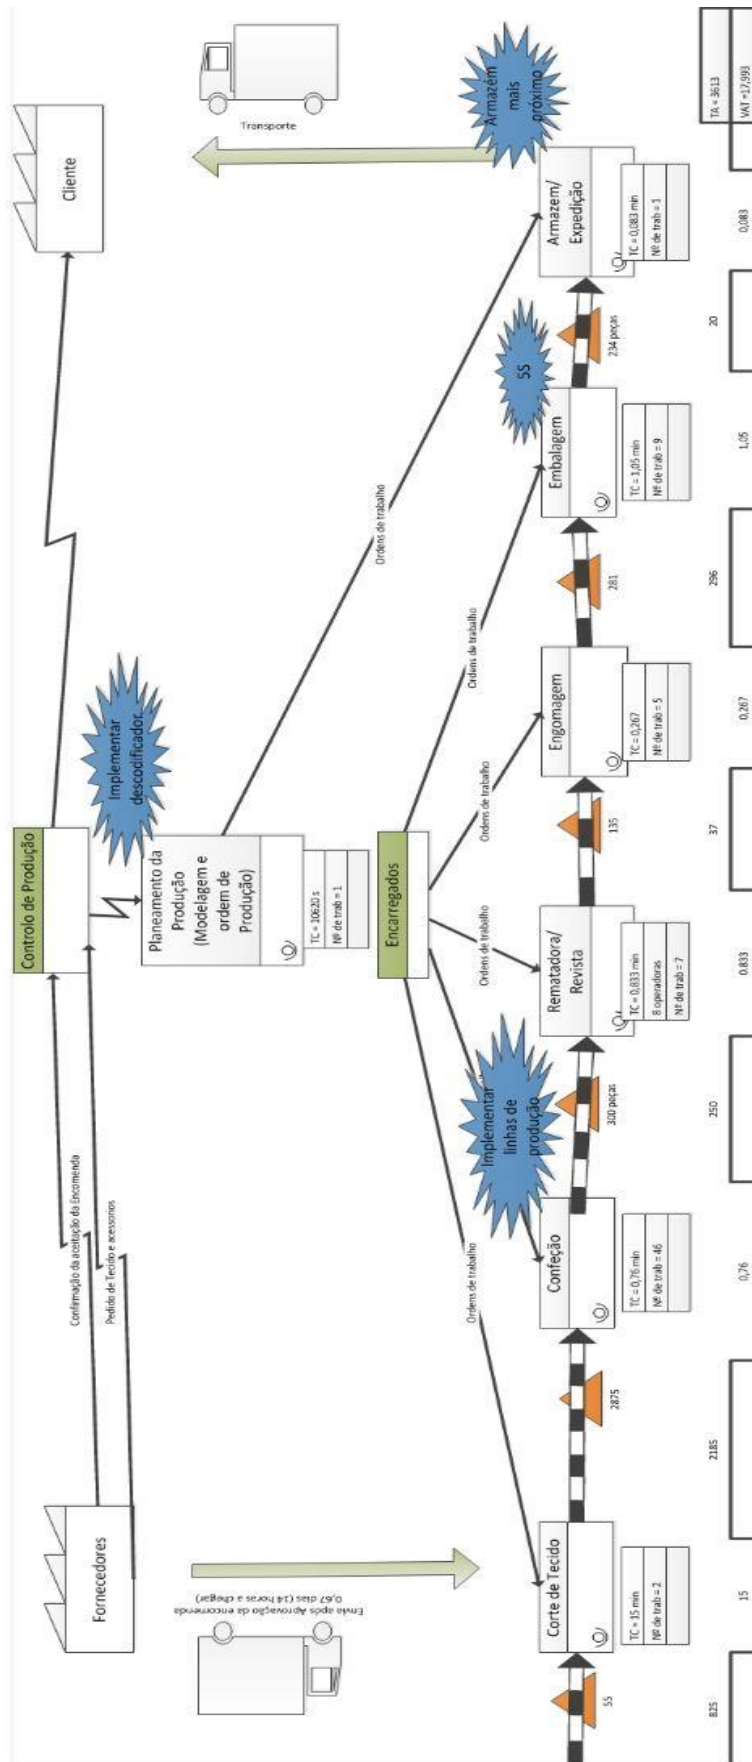 Fornecedores
Confirmação da aceitação da Encomenda
Pedido de Tecido e acessorios
Controlo de Produção
Cliente
Envia após Aprovação da encomenda
0,67 dias (14 horas a chegar)
Planeamento da
Produção
(Modelagem e
ordem de
Produção)
TC = 10620 s
Nº de trab = 1
Implementar
descodificador
Transporte
Encarregados
Ordens de trabalho
Ordens de trabalho
Ordens de trabalho
Ordens de trabalho
Ordens de trabalho
Implementar
linhas de
produção
5S
Armazém
mais
próximo
55
Corte de Tecido
TC = 15 min
Nº de trab = 2
2875
Confeção
TC = 0,76 min
Nº de trab = 46
300 peças
Rematadora/
Revista
TC = 0,833 min
8 operadoras
Nº de trab = 7
135
Engomagem
TC = 0,267
Nº de trab = 5
281
Embalagem
TC = 1,05 min
Nº de trab = 9
234 peças
Armazem/
Expedição
TC = 0,083 min
Nº de trab = 1
825
15
2185
0,76
250
0.833
37
0,267
296
1,05
20
0,083
TA = 3613
VAT =17,993